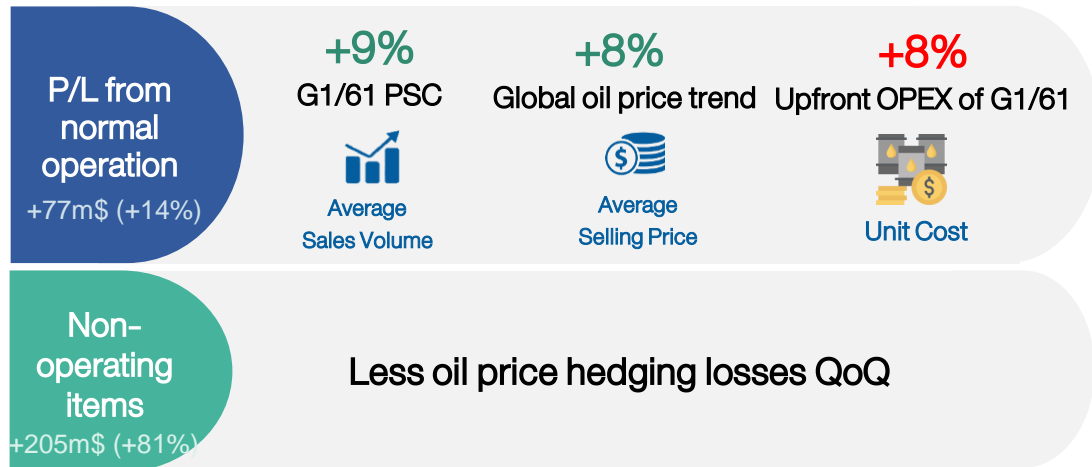 P/L from
normal
operation
+77m$ (+14%)
+9%
G1/61 PSC
Average
Sales Volume
+8%
Global oil price trend
$
Average
Selling Price
+8%
Upfront OPEX of G1/61
$
Unit Cost
Non-
operating
items
+205m$ (+81%)
Less oil price hedging losses QoQ